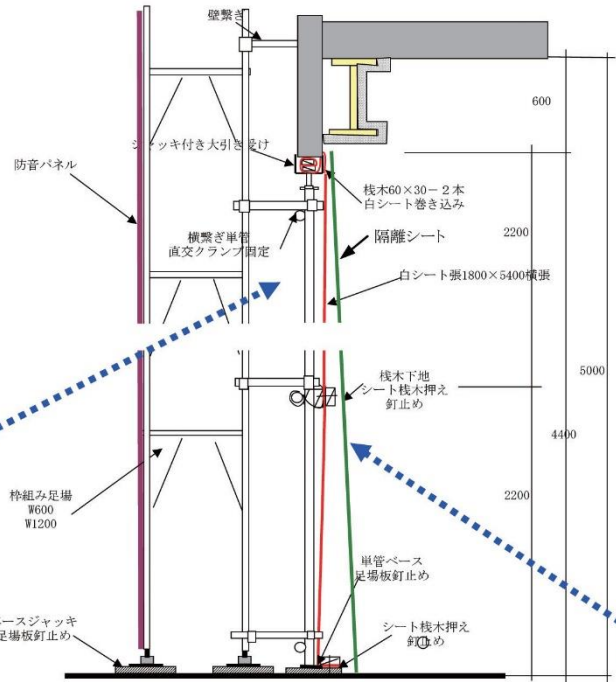 壁繋ぎ
600
ジャッキ付き大引き受け
防音パネル
桟木60×30－2本
白シート巻き込み
横繋ぎ単管
直交クランプ固定
隔離シート
2200
白シート張1800×5400横張
5000
桟木下地
シート桟木押え
釘止め
4400
枠組み足場
W600
W1200
2200
単管ベース
足場板釘止め
ベースジャッキ
足場板釘止め
シート桟木押え
釘止め